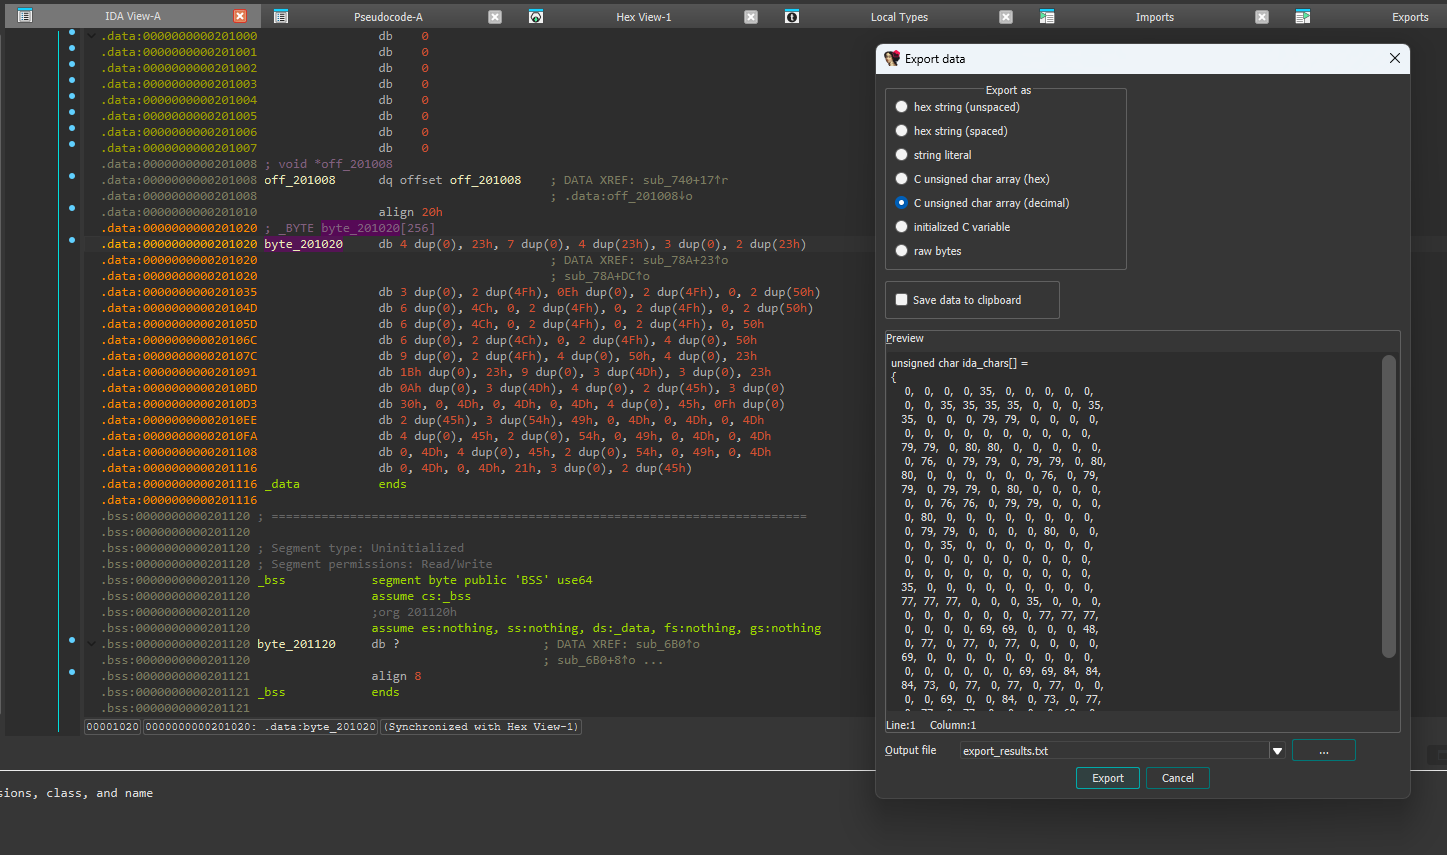 IDA View-A
Pseudocode-A
Hex View-1
Local Types
Imports
Exports
.data:0000000000201000 db 0
.data:0000000000201001 db 0
.data:0000000000201002 db 0
.data:0000000000201003 db 0
.data:0000000000201004 db 0
.data:0000000000201005 db 0
.data:0000000000201006 db 0
.data:0000000000201007 db 0
.data:0000000000201008 ; void *off_201008
.data:0000000000201008 off_201008 dq offset off_201008 ; DATA XREF: sub_740+17↑r
.data:0000000000201008 ; .data:off_201008↓o
.data:0000000000201010 align 20h
.data:0000000000201020 ; _BYTE byte_201020[256]
.data:0000000000201020 byte_201020 db 4 dup(0), 23h, 7 dup(0), 4 dup(23h), 3 dup(0), 2 dup(23h)
.data:0000000000201020 ; DATA XREF: sub_78A+23↑o
.data:0000000000201020 ; sub_78A+DC↑o
.data:0000000000201035 db 3 dup(0), 2 dup(4Fh), 0Eh dup(0), 2 dup(4Fh), 0, 2 dup(50h)
.data:000000000020104D db 6 dup(0), 4Ch, 0, 2 dup(4Fh), 0, 2 dup(4Fh), 0, 2 dup(50h)
.data:000000000020105D db 6 dup(0), 4Ch, 0, 2 dup(4Fh), 0, 2 dup(4Fh), 0, 50h
.data:000000000020106C db 6 dup(0), 2 dup(4Ch), 0, 2 dup(4Fh), 4 dup(0), 50h
.data:000000000020107C db 9 dup(0), 2 dup(4Fh), 4 dup(0), 50h, 4 dup(0), 23h
.data:0000000000201091 db 1Bh dup(0), 23h, 9 dup(0), 3 dup(4Dh), 3 dup(0), 23h
.data:00000000002010BD db 0Ah dup(0), 3 dup(4Dh), 4 dup(0), 2 dup(45h), 3 dup(0)
.data:00000000002010D3 db 30h, 0, 4Dh, 0, 4Dh, 0, 4Dh, 4 dup(0), 45h, 0Fh dup(0)
.data:00000000002010EE db 2 dup(45h), 3 dup(54h), 49h, 0, 4Dh, 0, 4Dh, 0, 4Dh
.data:00000000002010FA db 4 dup(0), 45h, 2 dup(0), 54h, 0, 49h, 0, 4Dh, 0, 4Dh
.data:0000000000201108 db 0, 4Dh, 4 dup(0), 45h, 2 dup(0), 54h, 0, 49h, 0, 4Dh
.data:0000000000201116 db 0, 4Dh, 0, 4Dh, 21h, 3 dup(0), 2 dup(45h)
.data:0000000000201116 _data ends
.data:0000000000201116
.bss:0000000000201120 ; ===========================================================================
.bss:0000000000201120
.bss:0000000000201120 ; Segment type: Uninitialized
.bss:0000000000201120 ; Segment permissions: Read/Write
.bss:0000000000201120 _bss segment byte public 'BSS' use64
.bss:0000000000201120 assume cs:_bss
.bss:0000000000201120 ;org 201120h
.bss:0000000000201120 assume es:nothing, ss:nothing, ds:_data, fs:nothing, gs:nothing
.bss:0000000000201120 byte_201120 db ? ; DATA XREF: sub_6B0↑o
.bss:0000000000201120 ; sub_6B0+8↑o ...
.bss:0000000000201121 align 8
.bss:0000000000201121 _bss ends
.bss:0000000000201121
00001020 0000000000201020: .data:byte_201020 (Synchronized with Hex View-1)
sions, class, and name
Export data
Export as
hex string (unspaced)
hex string (spaced)
string literal
C unsigned char array (hex)
C unsigned char array (decimal)
initialized C variable
raw bytes
Save data to clipboard
Preview
unsigned char ida_chars[] =
{
0, 0, 0, 0, 35, 0, 0, 0, 0, 0,
0, 0, 35, 35, 35, 35, 0, 0, 0, 35,
35, 0, 0, 0, 79, 79, 0, 0, 0, 0,
0, 0, 0, 0, 0, 0, 0, 0, 0, 0,
79, 79, 0, 80, 80, 0, 0, 0, 0, 0,
0, 76, 0, 79, 79, 0, 79, 79, 0, 80,
80, 0, 0, 0, 0, 0, 0, 76, 0, 79,
79, 0, 79, 79, 0, 80, 0, 0, 0, 0,
0, 0, 76, 76, 0, 79, 79, 0, 0, 0,
0, 80, 0, 0, 0, 0, 0, 0, 0, 0,
0, 79, 79, 0, 0, 0, 0, 80, 0, 0,
0, 0, 35, 0, 0, 0, 0, 0, 0, 0,
0, 0, 0, 0, 0, 0, 0, 0, 0, 0,
0, 0, 0, 0, 0, 0, 0, 0, 0, 0,
35, 0, 0, 0, 0, 0, 0, 0, 0, 0,
77, 77, 77, 0, 0, 0, 35, 0, 0, 0,
0, 0, 0, 0, 0, 0, 0, 77, 77, 77,
0, 0, 0, 0, 69, 69, 0, 0, 0, 48,
0, 77, 0, 77, 0, 77, 0, 0, 0, 0,
69, 0, 0, 0, 0, 0, 0, 0, 0, 0,
0, 0, 0, 0, 0, 0, 69, 69, 84, 84,
84, 73, 0, 77, 0, 77, 0, 77, 0, 0,
0, 0, 69, 0, 0, 84, 0, 73, 0, 77,
Line:1 Column:1
Output file export_results.txt ...
Export Cancel